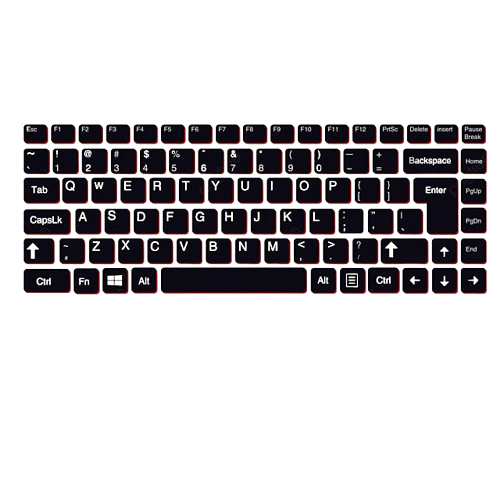 Esc F1 F2 F3 F4 F5 F6 F7 F8 F9 F10 F11 F12 PrtSc Delete insert Pause Break
~ ` ! 1 @ 2 # 3 $ 4 % 5 6 & 7 * 8 ( 9 ) 0 — - + = Backspace Home
Tab Q w E R T Y U I O P { [ } ] Enter PgUp
CapsLk A S D F G H J K L : ; " ' | \ PgDn
~ Z X C V B N M < , > . ? / End
Ctrl Fn Alt Alt Ctrl